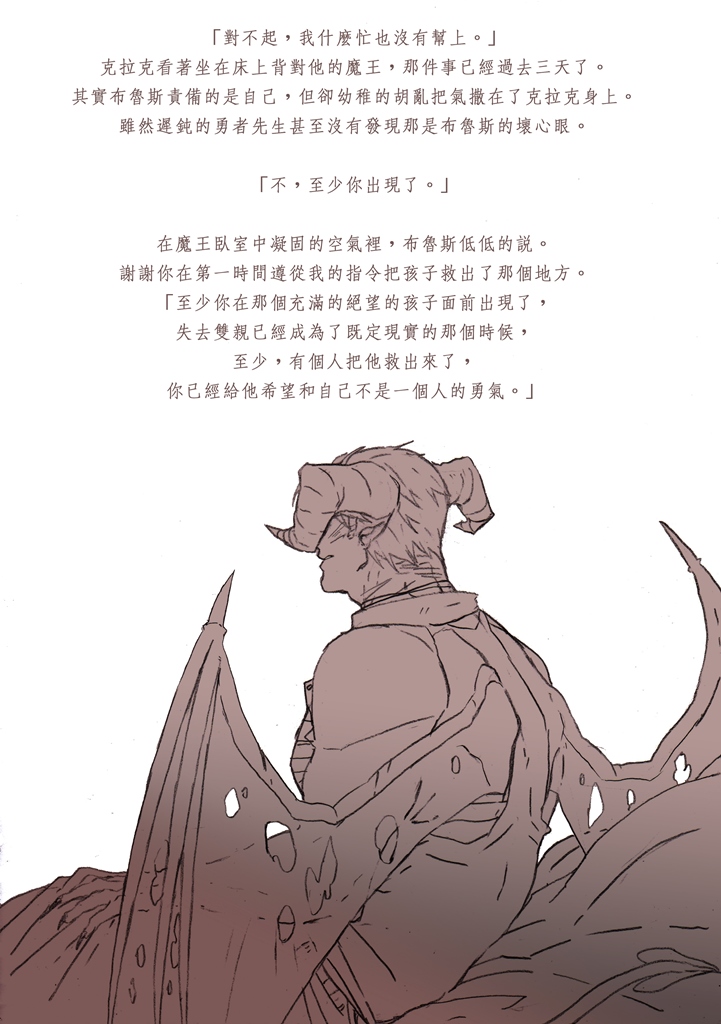 「對不起，我什麼忙也沒有幫上。」
克拉克看著坐在床上背對他的魔王，那件事已經過去三天了。
其實布魯斯責備的是自己，但卻幼稚的胡亂把氣撒在了克拉克身上。
雖然遲鈍的勇者先生甚至沒有發現那是布魯斯的壞心眼。
「不，至少你出現了。」
在魔王臥室中凝固的空氣裡，布魯斯低低的說。
謝謝你在第一時間遵從我的指令把孩子救出了那個地方。
「至少你在那個充滿的絕望的孩子面前出現了，
失去雙親已經成為了既定現實的那個時候，
至少，有個人把他救出來了，
你已經給他希望和自己不是一個人的勇氣。」